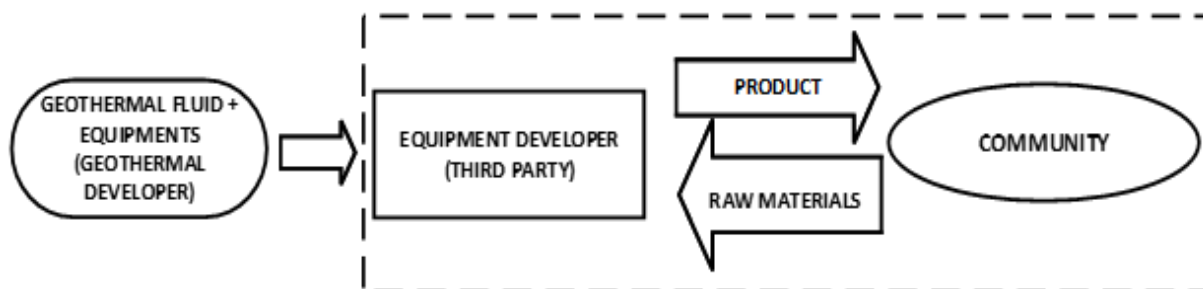 GEOTHERMAL FLUID +
EQUIPMENTS
(GEOTHERMAL
DEVELOPER)
EQUIPMENT DEVELOPER
(THIRD PARTY)
PRODUCT
RAW MATERIALS
COMMUNITY